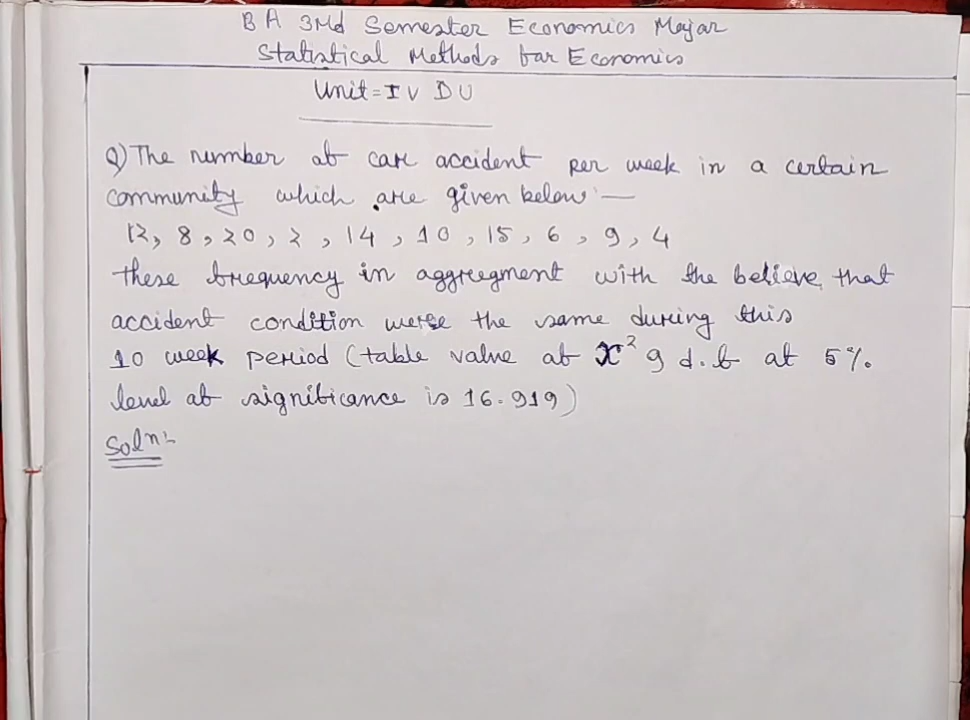 BA 3rd Semester Economics Major
Statistical Methods for Economics
Unit = IV DU
Q) The number of car accident per week in a certain
community which are given below :—
12, 8, 20, 2, 14, 10, 15, 6, 9, 4
these frequency in aggregment with the believe that
accident condition were the same during this
10 week period (table value of x² 9 d.f at 5%
level of significance is 16.919)
Soln:-